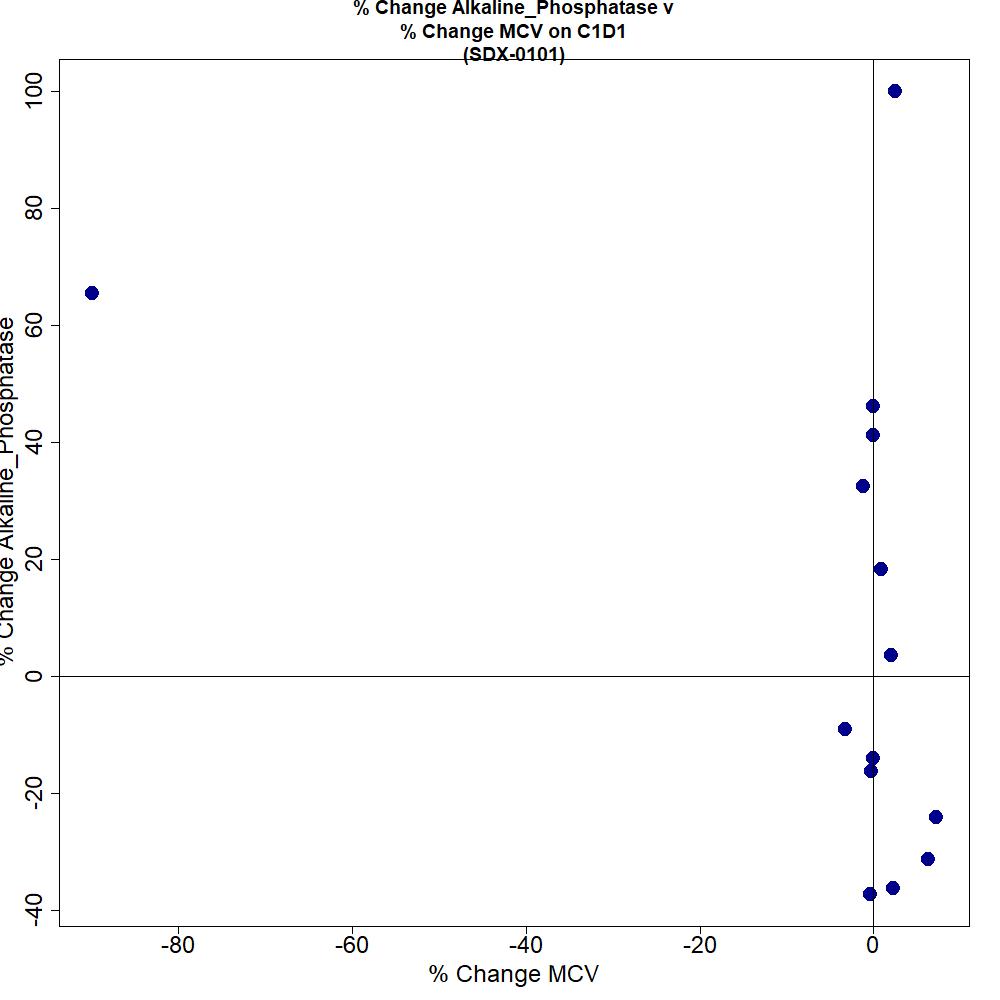 % Change Alkaline_Phosphatase v
% Change MCV on C1D1
(SDX-0101)
% Change Alkaline_Phosphatase
100
80
60
40
20
0
-20
-40
-80
-60
-40
-20
0
% Change MCV